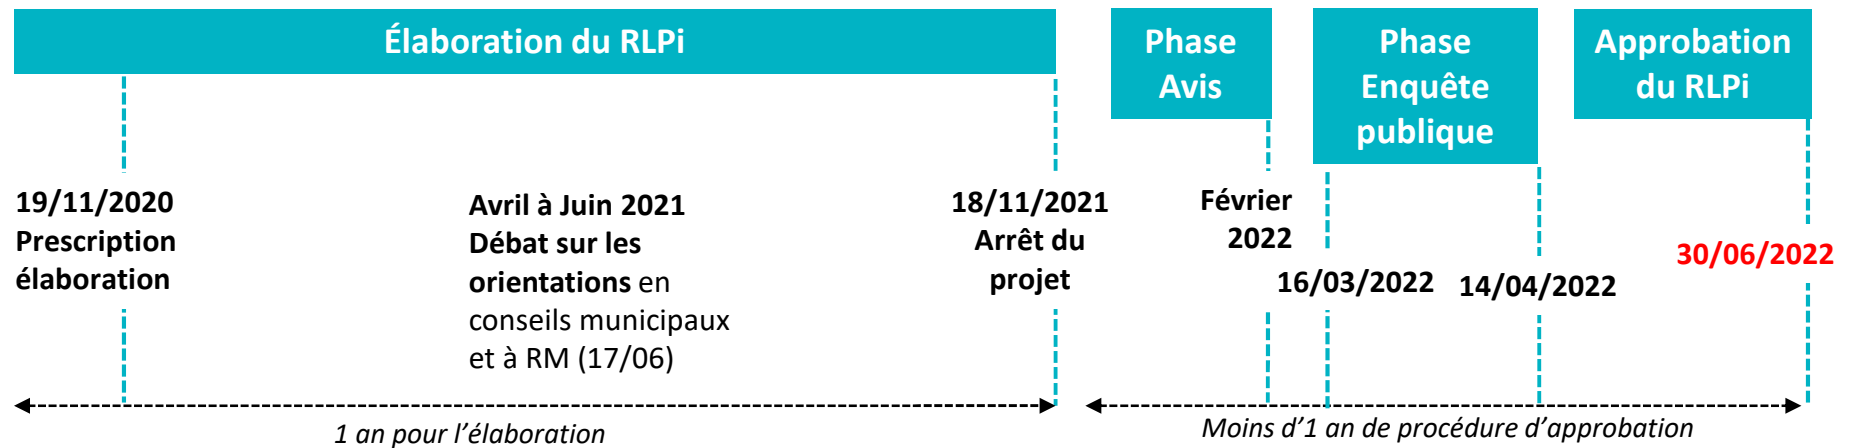 Élaboration du RLPi
Phase
Avis
Phase
Enquête
publique
Approbation
du RLPi
19/11/2020
Prescription
élaboration
Avril à Juin 2021
Débat sur les
orientations en
conseils municipaux
et à RM (17/06)
18/11/2021
Arrêt du
projet
Février
2022
16/03/2022
14/04/2022
30/06/2022
1 an pour l’élaboration
Moins d’1 an de procédure d’approbation